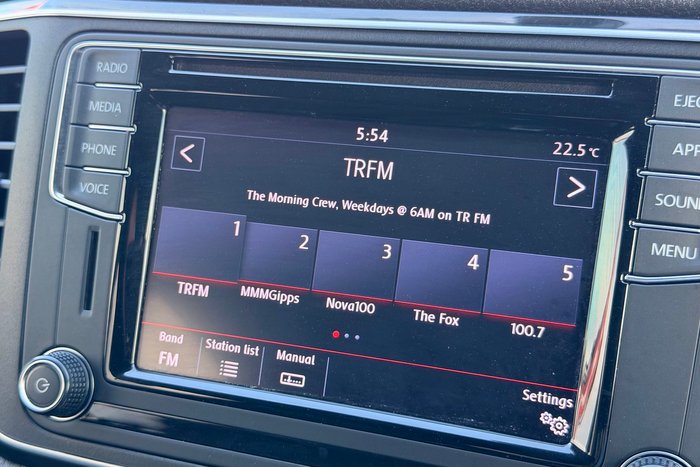 RADIO
MEDIA
PHONE
VOICE
5:54
22.5°C
TRFM
The Morning Crew, Weekdays @ 6AM on TR FM
1 2 3 4 5
TRFM MMMGipps Nova100 The Fox 100.7
Band
FM
Station list
Manual
Settings
EJEC
APP
SOUN
MENU